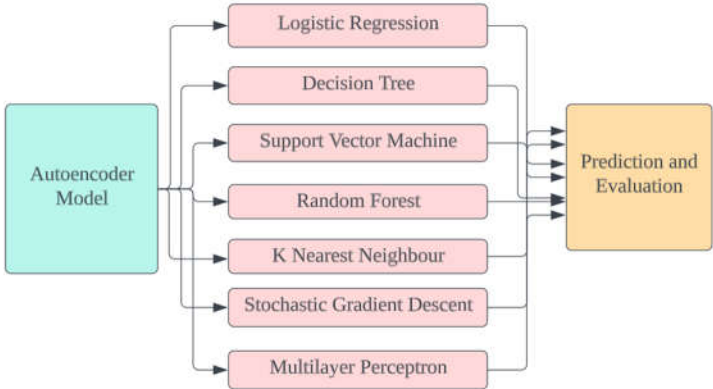 Autoencoder
Model
Logistic Regression
Decision Tree
Support Vector Machine
Random Forest
K Nearest Neighbour
Stochastic Gradient Descent
Multilayer Perceptron
Prediction and
Evaluation